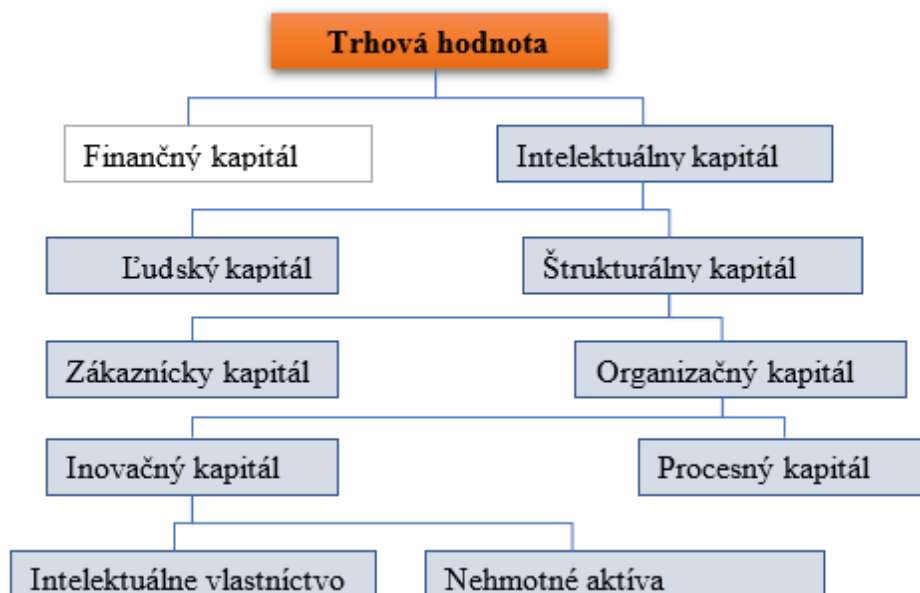 Trhová hodnota
Finančný kapitál
Intelektuálny kapitál
Ľudský kapitál
Štrukturálny kapitál
Zákaznícky kapitál
Organizačný kapitál
Inovačný kapitál
Procesný kapitál
Intelektuálne vlastníctvo
Nehmotné aktíva